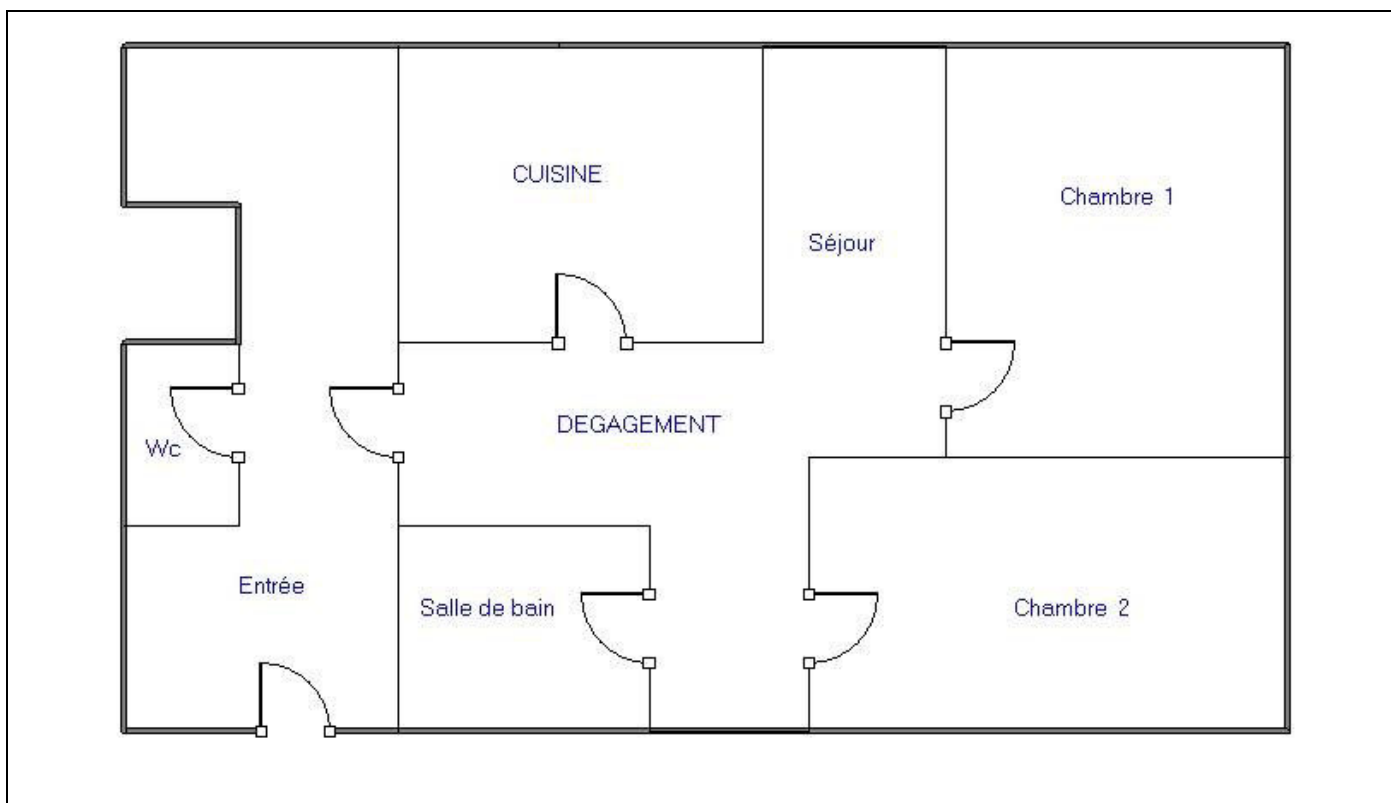 CUISINE
Chambre 1
Séjour
DEGAGEMENT
Wc
Entrée
Salle de bain
Chambre 2